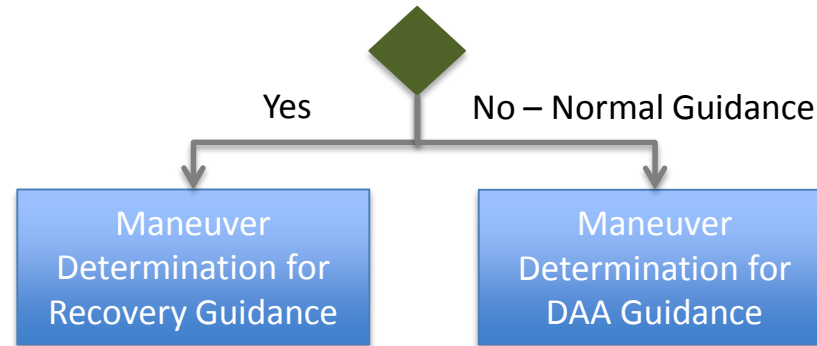 Yes
No – Normal Guidance
Maneuver
Determination for
Recovery Guidance
Maneuver
Determination for
DAA Guidance